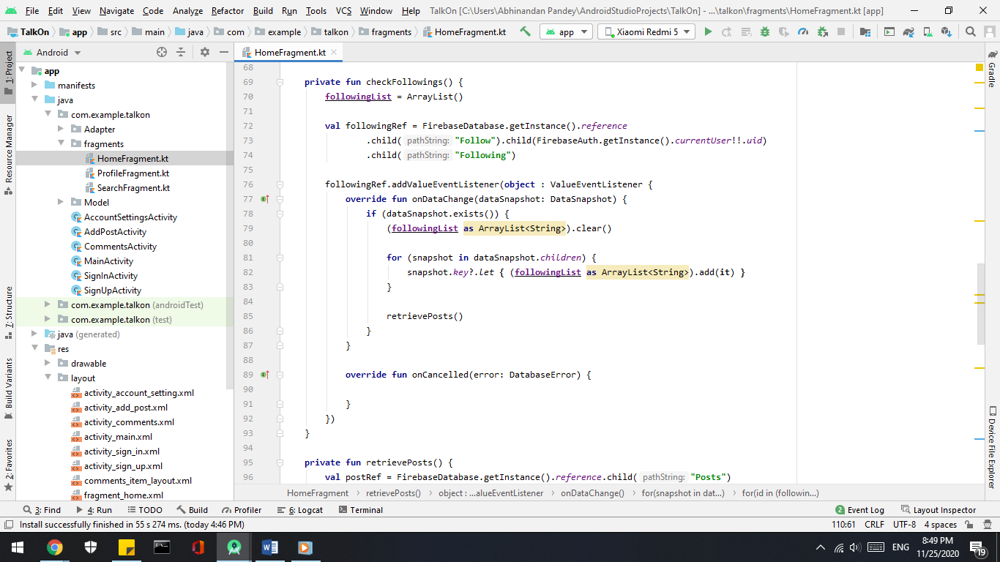 File Edit View Navigate Code Analyze Refactor Build Run Tools VCS Window Help TalkOn [C:\Users\Abhinandan Pandey\AndroidStudioProjects\TalkOn] - ...\talkon\fragments\HomeFragment.kt [app]
TalkOn app src main java com example talkon fragments HomeFragment.kt app Xiaomi Redmi 5
Android
HomeFragment.kt
1: Project
Resource Manager
7: Structure
Build Variants
2: Favorites
app
manifests
java
com.example.talkon
Adapter
fragments
HomeFragment.kt
ProfileFragment.kt
SearchFragment.kt
Model
AccountSettingsActivity
AddPostActivity
CommentsActivity
MainActivity
SignInActivity
SignUpActivity
com.example.talkon (androidTest)
com.example.talkon (test)
java (generated)
res
drawable
layout
activity_account_setting.xml
activity_add_post.xml
activity_comments.xml
activity_main.xml
activity_sign_in.xml
activity_sign_up.xml
comments_item_layout.xml
fragment_home.xml
68
69 private fun checkFollowings() {
70 followingList = ArrayList()
71
72 val followingRef = FirebaseDatabase.getInstance().reference
73 .child( pathString: "Follow").child(FirebaseAuth.getInstance().currentUser!!.uid)
74 .child( pathString: "Following")
75
76 followingRef.addValueEventListener(object : ValueEventListener {
77 override fun onDataChange(dataSnapshot: DataSnapshot) {
78 if (dataSnapshot.exists()) {
79 (followingList as ArrayList<String>).clear()
80
81 for (snapshot in dataSnapshot.children) {
82 snapshot.key?.let { (followingList as ArrayList<String>).add(it) }
83 }
84
85 retrievePosts()
86 }
87 }
88
89 override fun onCancelled(error: DatabaseError) {
90
91 }
92 })
93 }
94
95 private fun retrievePosts() {
96 val postRef = FirebaseDatabase.getInstance().reference.child( pathString: "Posts")
HomeFragment retrievePosts() object : ...alueEventListener onDataChange() for(snapshot in dat...) for(id in (followin...)
Gradle
Device File Explorer
3: Find 4: Run TODO Build Profiler 6: Logcat Terminal 2 Event Log Layout Inspector
Install successfully finished in 55 s 274 ms. (today 4:46 PM) 110:61 CRLF UTF-8 4 spaces
ENG 8:49 PM
11/25/2020 19